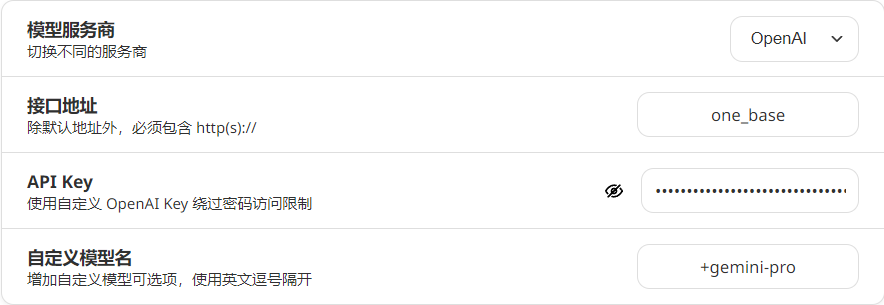 模型服务商
切换不同的服务商
OpenAI
接口地址
除默认地址外，必须包含 http(s)://
one_base
API Key
使用自定义 OpenAI Key 绕过密码访问限制
••••••••••••••••••••••••••••••
自定义模型名
增加自定义模型可选项，使用英文逗号隔开
+gemini-pro